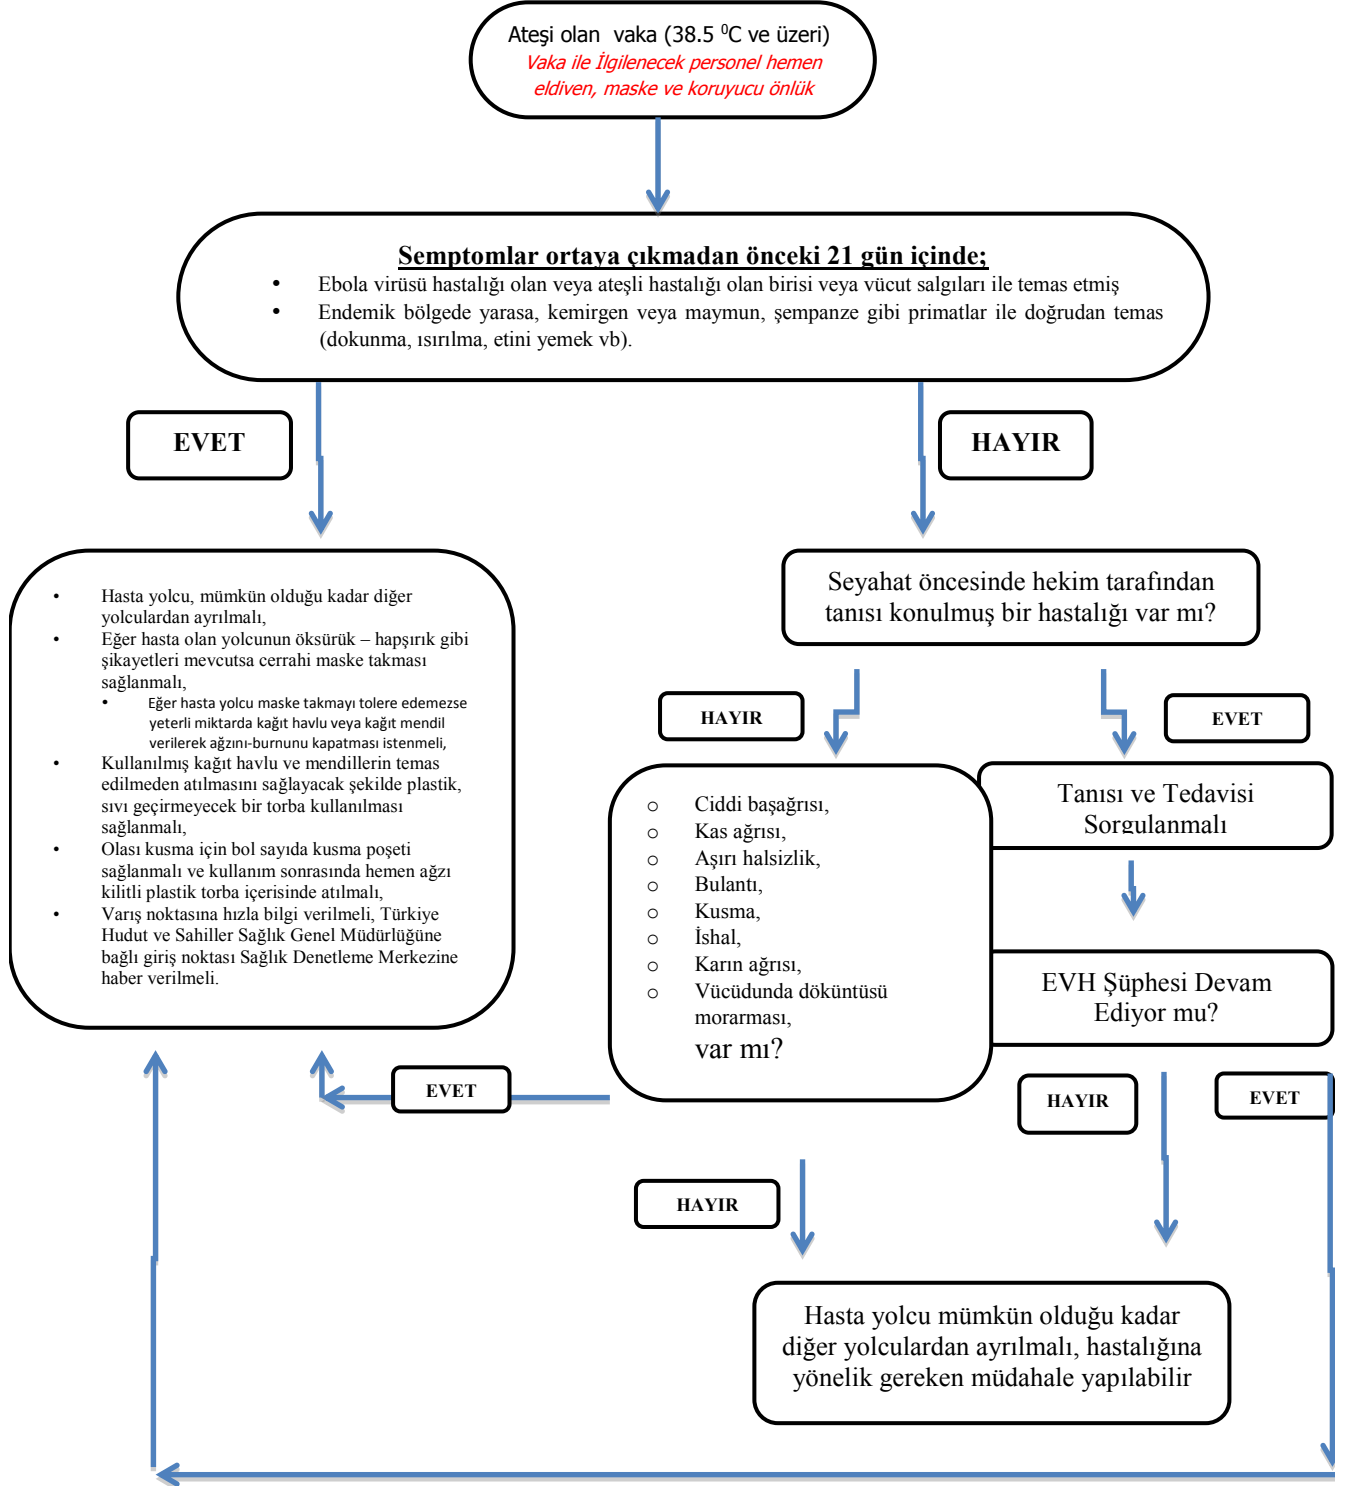 Ateşi olan vaka (38.5 ⁰C ve üzeri)
Vaka ile İlgilenecek personel hemen
eldiven, maske ve koruyucu önlük
Semptomlar ortaya çıkmadan önceki 21 gün içinde;
• Ebola virüsü hastalığı olan veya ateşli hastalığı olan birisi veya vücut salgıları ile temas etmiş
• Endemik bölgede yarasa, kemirgen veya maymun, şempanze gibi primatlar ile doğrudan temas
(dokunma, ısırılma, etini yemek vb).
EVET
HAYIR
• Hasta yolcu, mümkün olduğu kadar diğer
yolculardan ayrılmalı,
• Eğer hasta olan yolcunun öksürük – hapşırık gibi
şikayetleri mevcutsa cerrahi maske takması
sağlanmalı,
• Eğer hasta yolcu maske takmayı tolere edemezse
yeterli miktarda kağıt havlu veya kağıt mendil
verilerek ağzını-burnunu kapatması istenmeli,
• Kullanılmış kağıt havlu ve mendillerin temas
edilmeden atılmasını sağlayacak şekilde plastik,
sıvı geçirmeyecek bir torba kullanılması
sağlanmalı,
• Olası kusma için bol sayıda kusma poşeti
sağlanmalı ve kullanım sonrasında hemen ağzı
kilitli plastik torba içerisinde atılmalı,
• Varış noktasına hızla bilgi verilmeli, Türkiye
Hudut ve Sahiller Sağlık Genel Müdürlüğüne
bağlı giriş noktası Sağlık Denetleme Merkezine
haber verilmeli.
Seyahat öncesinde hekim tarafından
tanısı konulmuş bir hastalığı var mı?
HAYIR
EVET
o Ciddi başağrısı,
o Kas ağrısı,
o Aşırı halsizlik,
o Bulantı,
o Kusma,
o İshal,
o Karın ağrısı,
o Vücüdunda döküntüsü
morarması,
var mı?
Tanısı ve Tedavisi
Sorgulanmalı
EVH Şüphesi Devam
Ediyor mu?
EVET
HAYIR
EVET
HAYIR
Hasta yolcu mümkün olduğu kadar
diğer yolculardan ayrılmalı, hastalığına
yönelik gereken müdahale yapılabilir